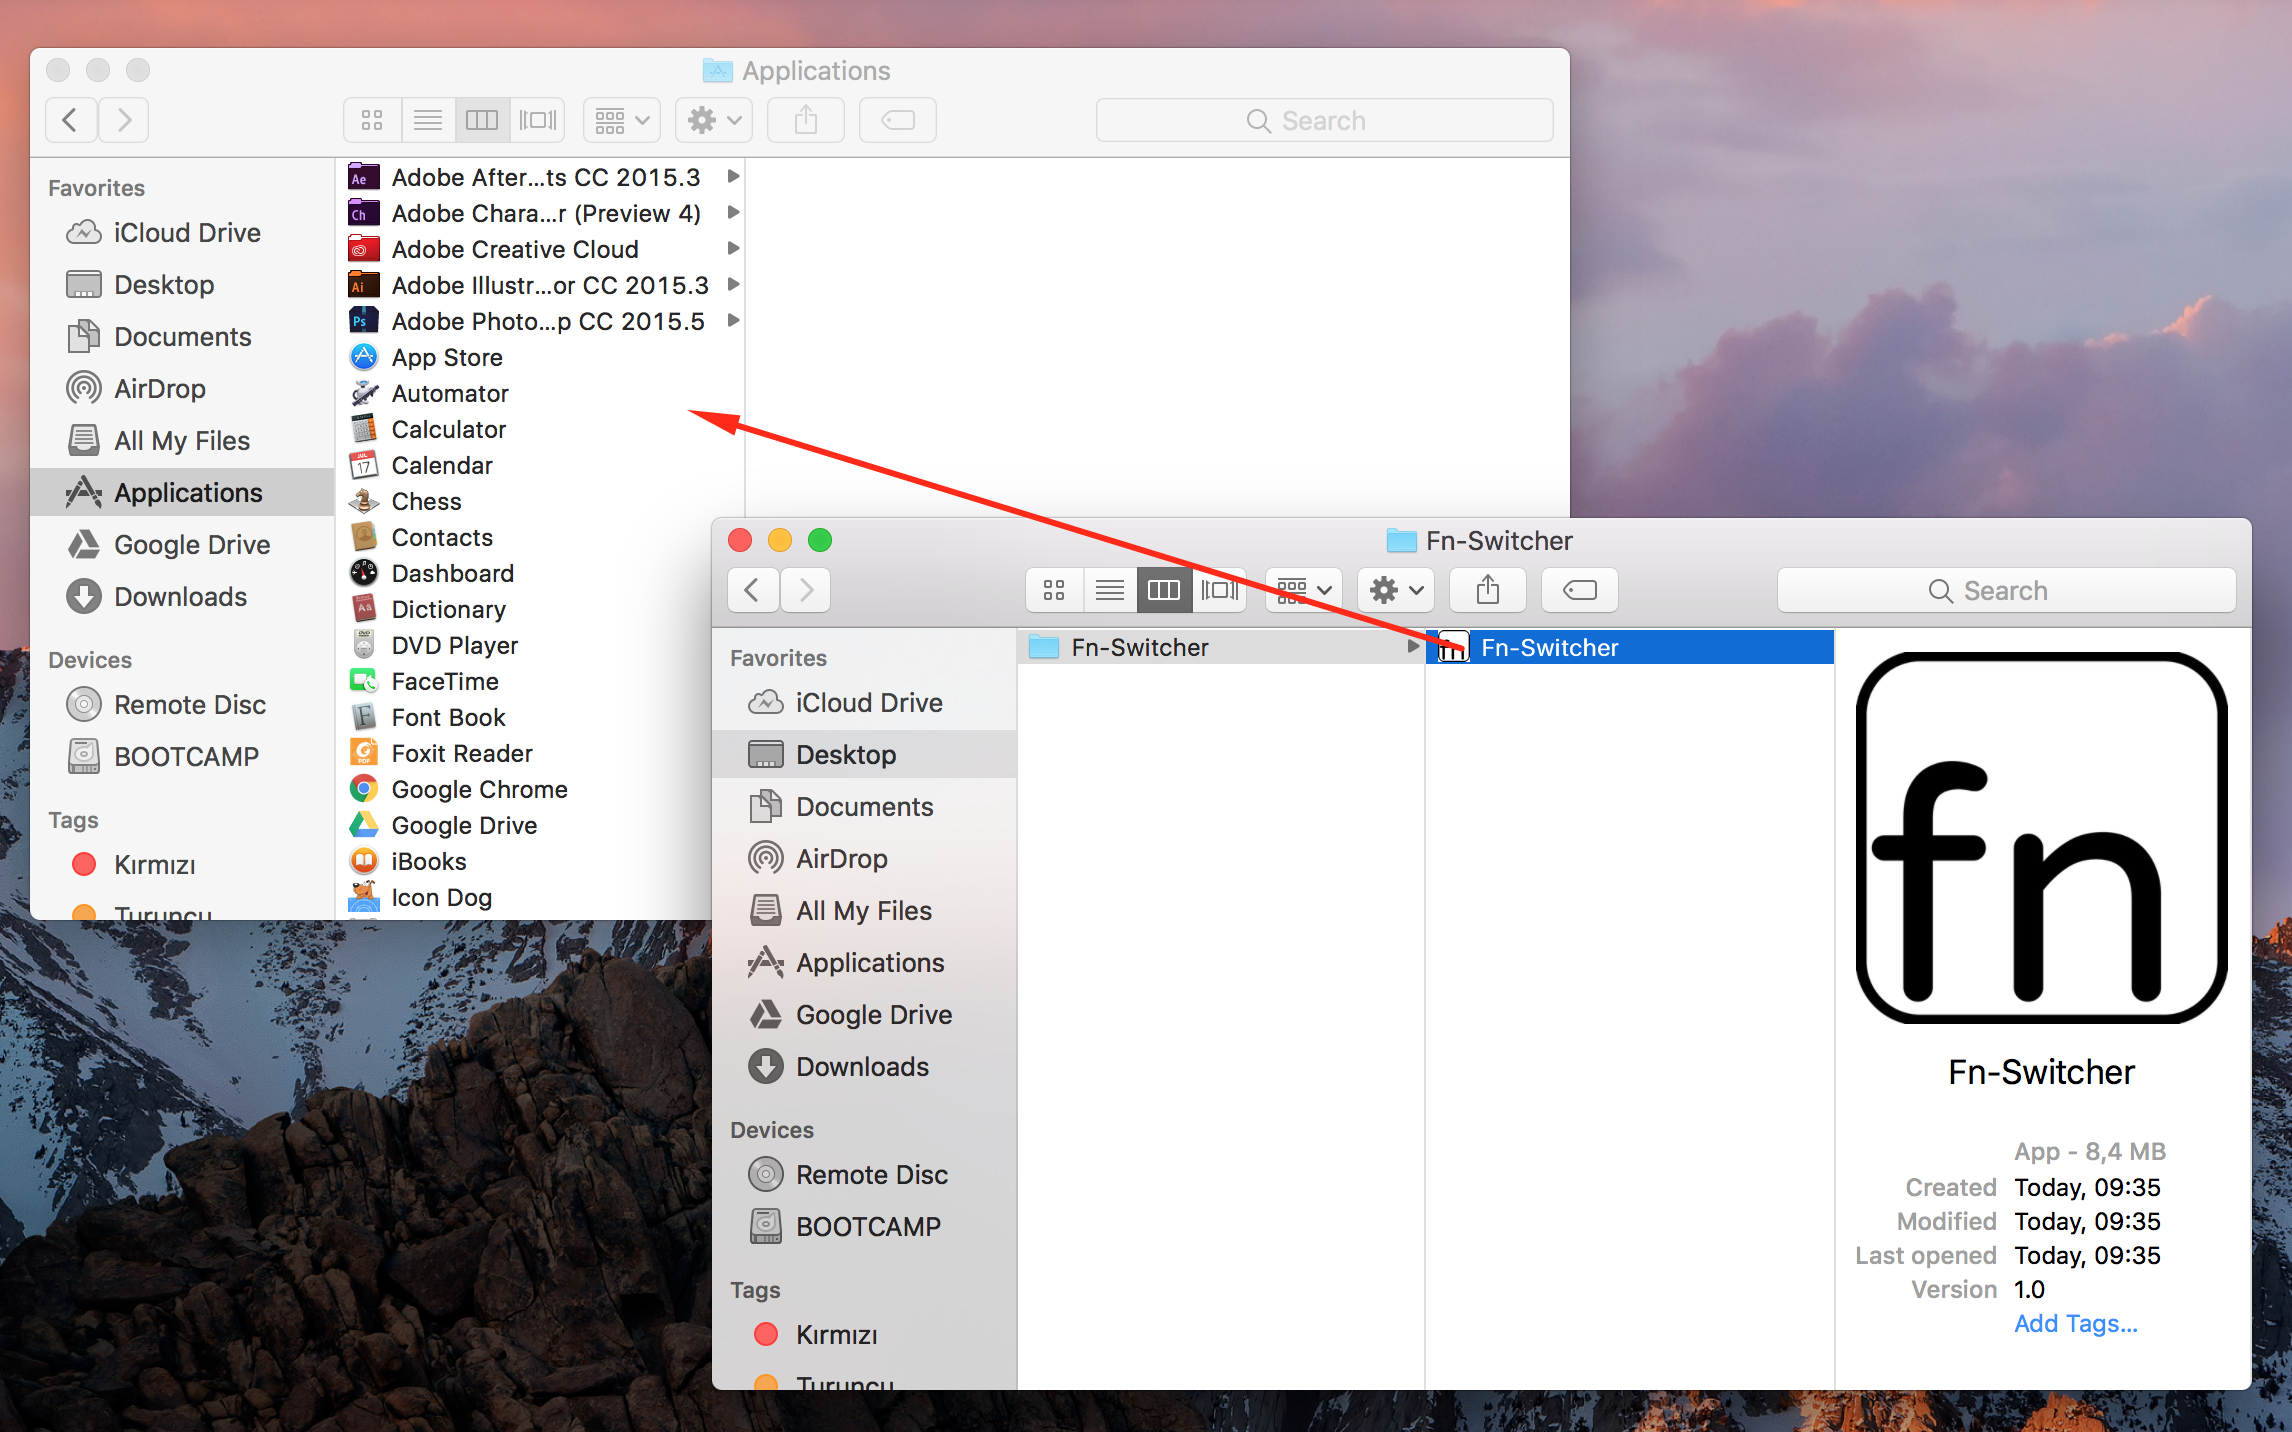 Applications
Search
Favorites
iCloud Drive
Desktop
Documents
AirDrop
All My Files
Applications
Google Drive
Downloads
Devices
Remote Disc
BOOTCAMP
Tags
Kırmızı
Turuncu
Adobe After...ts CC 2015.3
Adobe Chara...r (Preview 4)
Adobe Creative Cloud
Adobe Illustr...or CC 2015.3
Adobe Photo...p CC 2015.5
App Store
Automator
Calculator
Calendar
Chess
Contacts
Dashboard
Dictionary
DVD Player
FaceTime
Font Book
Foxit Reader
Google Chrome
Google Drive
iBooks
Icon Dog
Fn-Switcher
Search
Favorites
iCloud Drive
Desktop
Documents
AirDrop
All My Files
Applications
Google Drive
Downloads
Devices
Remote Disc
BOOTCAMP
Tags
Kırmızı
Turuncu
Fn-Switcher
fn Fn-Switcher
fn
Fn-Switcher
App - 8,4 MB
Created Today, 09:35
Modified Today, 09:35
Last opened Today, 09:35
Version 1.0
Add Tags...